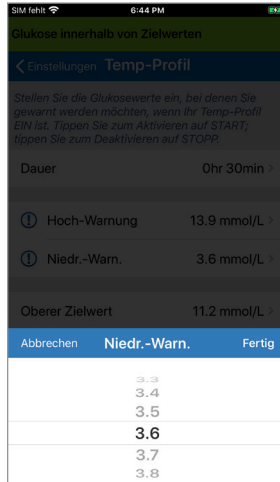 SIM fehlt 6:44 PM
Glukose innerhalb von Zielwerten
Einstellungen Temp-Profil
Stellen Sie die Glukosewerte ein, bei denen Sie
gewarnt werden möchten, wenn Ihr Temp-Profil
EIN ist. Tippen Sie zum Aktivieren auf START;
tippen Sie zum Deaktivieren auf STOPP.
Dauer 0hr 30min >
Hoch-Warnung 13.9 mmol/L >
Niedr.-Warn. 3.6 mmol/L >
Oberer Zielwert 11.2 mmol/L >
Abbrechen Niedr.-Warn. Fertig
3.3
3.4
3.5
3.6
3.7
3.8